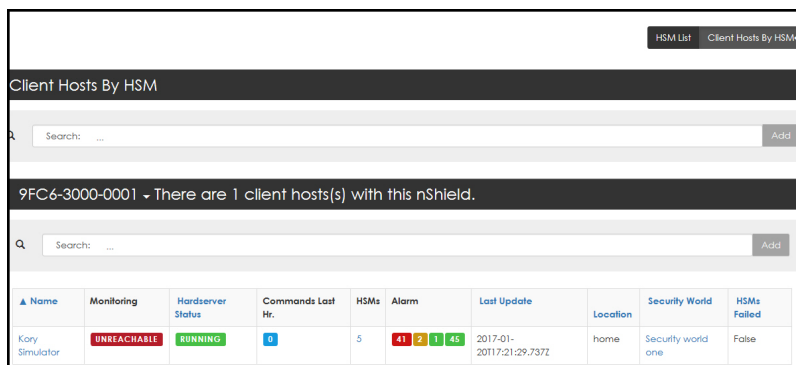 HSM List Client Hosts By HSM
Client Hosts By HSM
Search: ... Add
9FC6-3000-0001 There are 1 client hosts(s) with this nShield.
Search: ... Add
▲ Name Monitoring Hardserver Status Commands Last Hr. HSMs Alarm Last Update Location Security World HSMs Failed
Kory Simulator UNREACHABLE RUNNING 0 5 41 2 1 45 2017-01-20T17:21:29.737Z home Security world one False